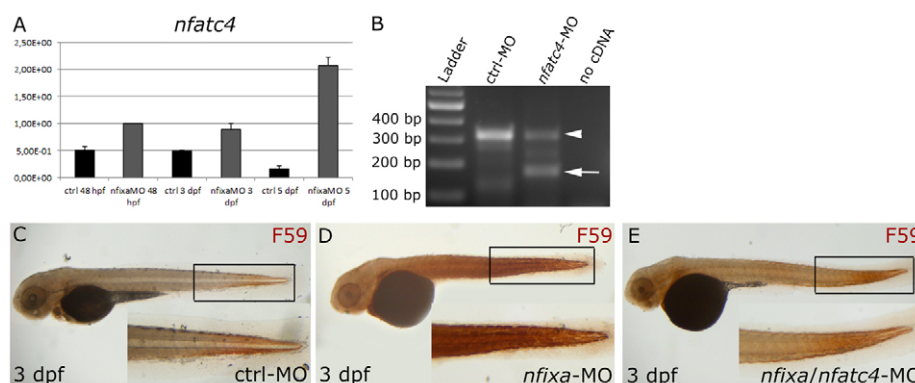 A
nfatc4
2,50E+00
2,00E+00
1,50E+00
1,00E+00
5,00E-01
0,00E+00
ctrl 48 hpf
nfixaMO 48 hpf
ctrl 3 dpf
nfixaMO 3 dpf
ctrl 5 dpf
nfixaMO 5 dpf
B
Ladder
ctrl-MO
nfatc4-MO
no cDNA
400 bp
300 bp
200 bp
100 bp
C
F59
3 dpf
ctrl-MO
D
F59
3 dpf
nfixa-MO
E
F59
3 dpf
nfixa/nfatc4-MO